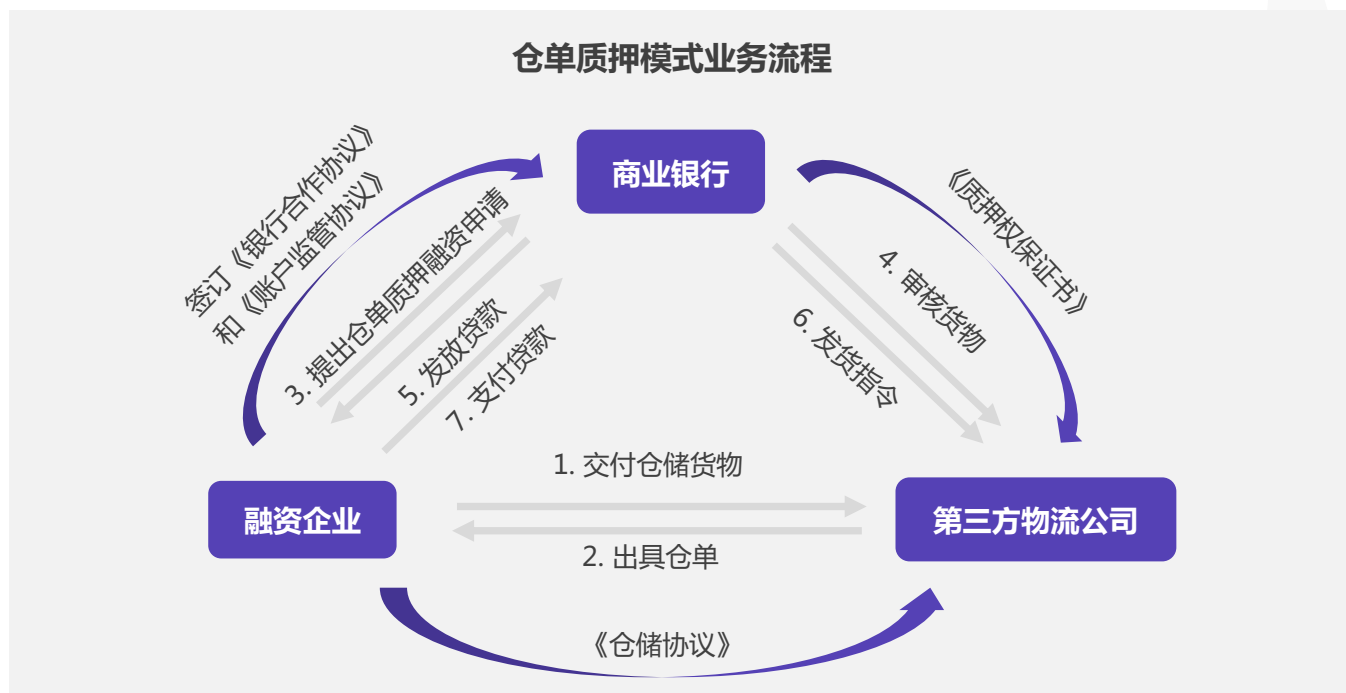 仓单质押模式业务流程
商业银行
签订《银行合作协议》
和《账户监管协议》
3. 提出仓单质押融资申请
5. 发放贷款
7. 支付贷款
《质押权保证书》
4. 审核货物
6. 发货指令
1. 交付仓储货物
融资企业
第三方物流公司
2. 出具仓单
《仓储协议》